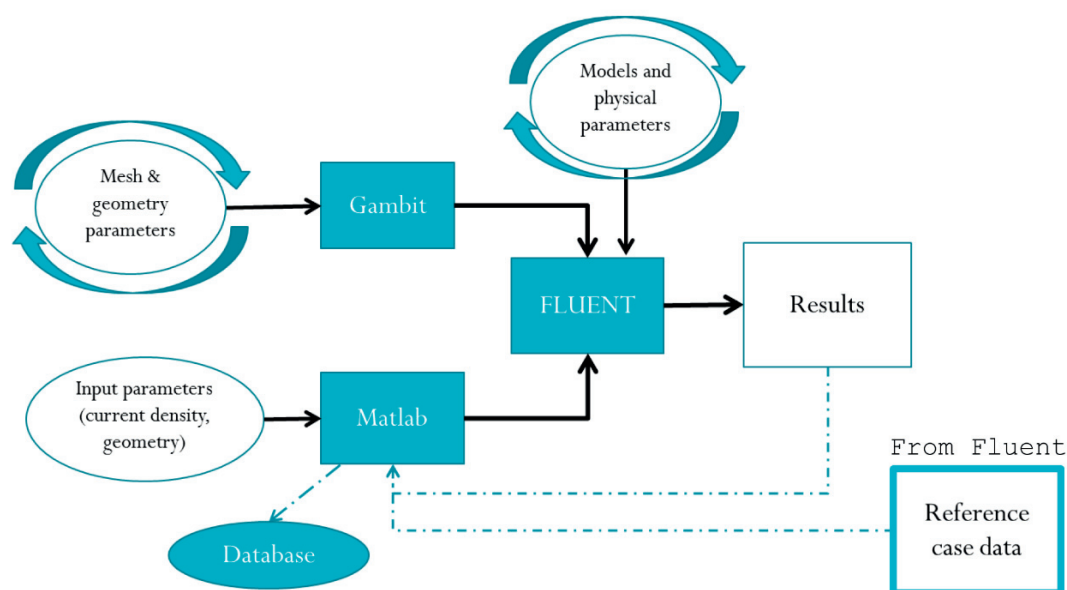 Models and
physical
parameters
Mesh &
geometry
parameters
Gambit
FLUENT
Results
Input parameters
(current density,
geometry)
Matlab
From Fluent
Reference
case data
Database